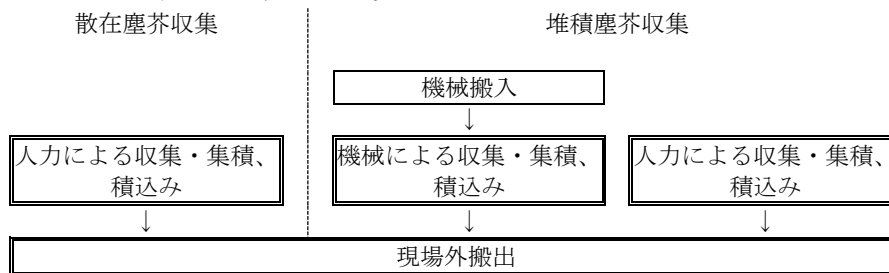 散在塵芥収集
堆積塵芥収集
機械搬入
↓
人力による収集・集積、
積込み
機械による収集・集積、
積込み
人力による収集・集積、
積込み
↓
↓
↓
現場外搬出